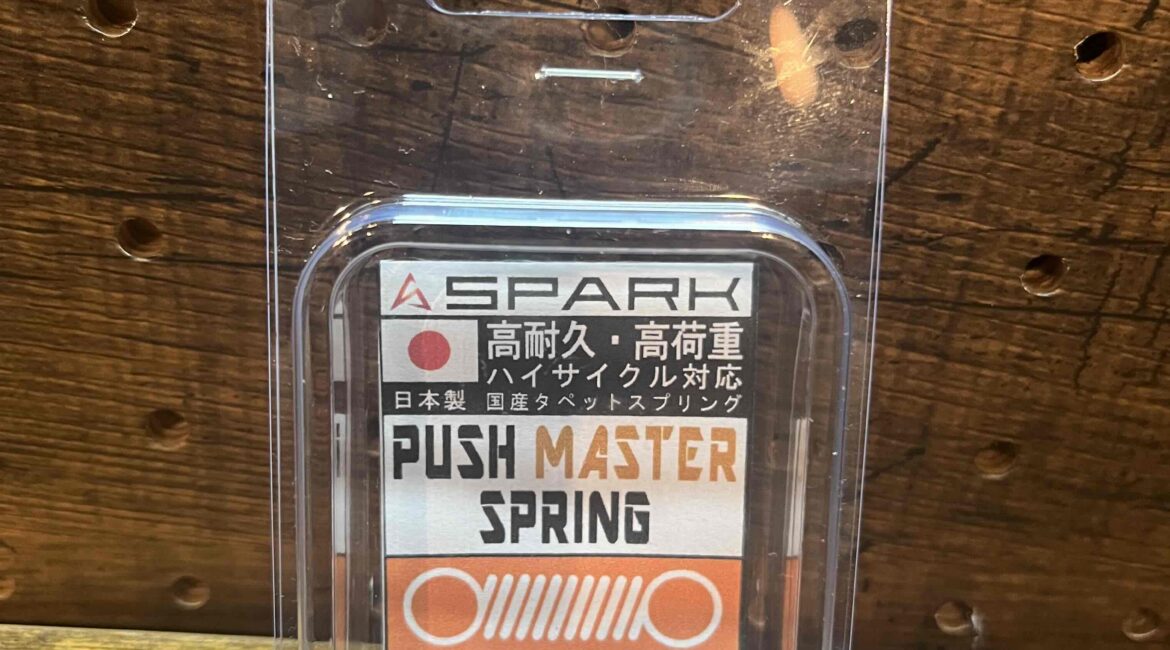 SPARK
高耐久・高荷重
ハイサイクル対応
日本製 国産タペットスプリング
PUSH MASTER
SPRING